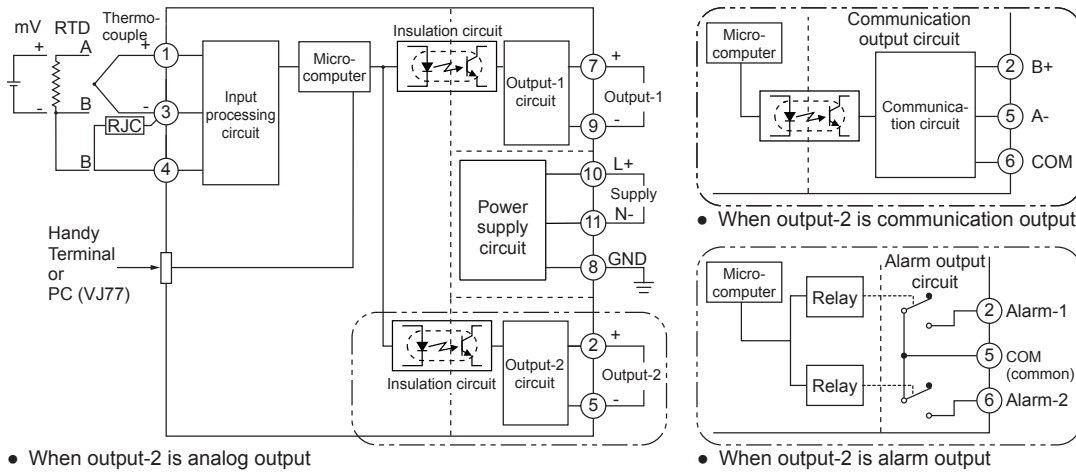 mV
RTD
Thermo-
couple
+
A
+
1
-
B
-
3
RJC
B
4
Input
processing
circuit
Micro-
computer
Insulation circuit
Output-1
circuit
7
+
Output-1
9
-
10
L+
Supply
11
N-
Power
supply
circuit
8
GND
Handy
Terminal
or
PC (VJ77)
Insulation circuit
Output-2
circuit
2
+
Output-2
5
-
● When output-2 is analog output
Communication
output circuit
Micro-
computer
Communica-
tion circuit
2
B+
5
A-
6
COM
● When output-2 is communication output
Alarm output
circuit
Micro-
computer
Relay
Relay
2
Alarm-1
5
COM
(common)
6
Alarm-2
● When output-2 is alarm output